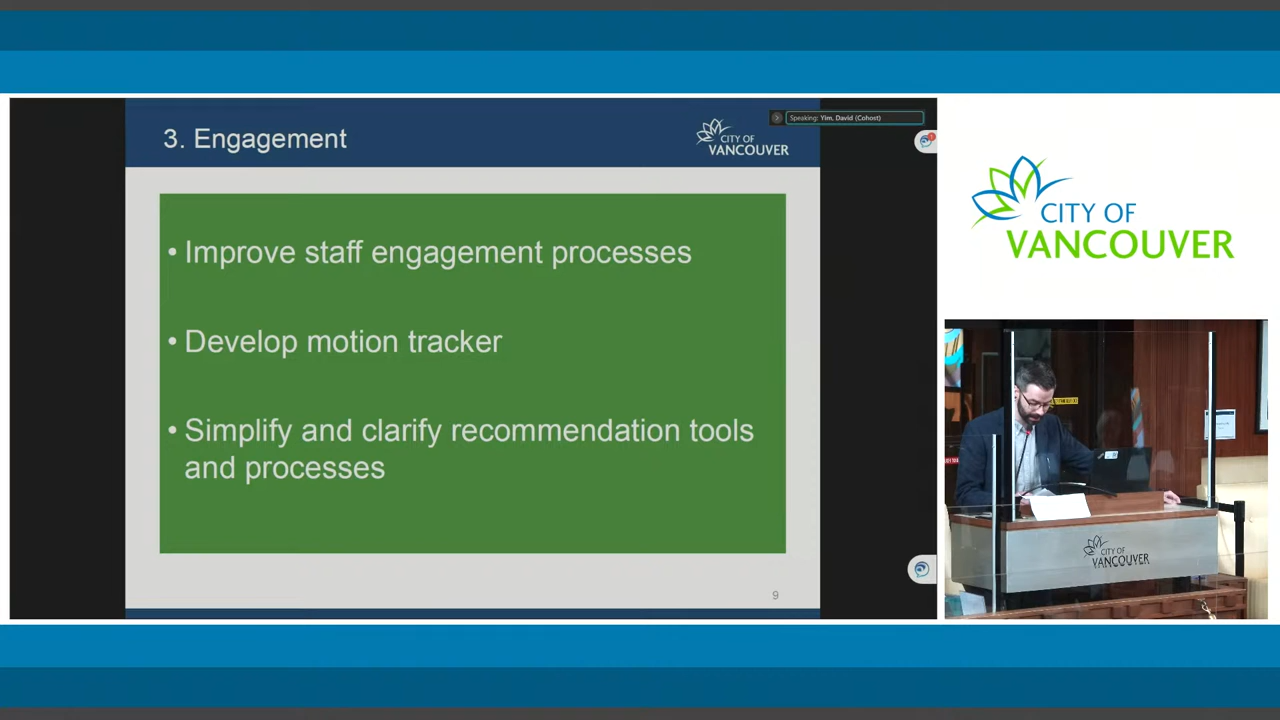 3. Engagement
CITY OF
VANCOUVER
Speaking: Yim, David (Cohost)
• Improve staff engagement processes
• Develop motion tracker
• Simplify and clarify recommendation tools
and processes
9
CITY OF
VANCOUVER
CITY OF
VANCOUVER